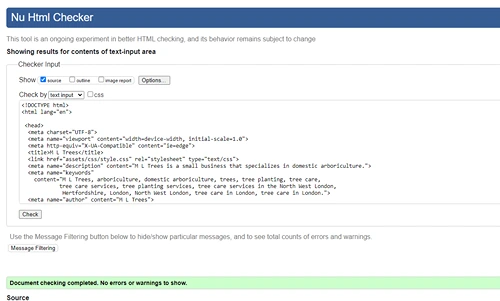 Nu Html Checker
This tool is an ongoing experiment in better HTML checking, and its behavior remains subject to change
Showing results for contents of text-input area
Checker Input
Show source outline image report Options...
Check by text input css
<!DOCTYPE html>
<html lang="en">
<head>
<meta charset="UTF-8">
<meta name="viewport" content="width=device-width, initial-scale=1.0">
<meta http-equiv="X-UA-Compatible" content="ie=edge">
<title>M L Trees</title>
<link href="assets/css/style.css" rel="stylesheet" type="text/css">
<meta name="description" content="M L Trees is a small business that specializes in domestic arboriculture.">
<meta name="keywords"
content="M L Trees, arboriculture, domestic arboriculture, trees, tree planting, tree care,
tree care services, tree planting services, tree care services in the North West London,
Hertfordshire, London, North West London, tree care in London, tree care in London.">
<meta name="author" content="M L Trees">
Check
Use the Message Filtering button below to hide/show particular messages, and to see total counts of errors and warnings.
Message Filtering
Document checking completed. No errors or warnings to show.
Source